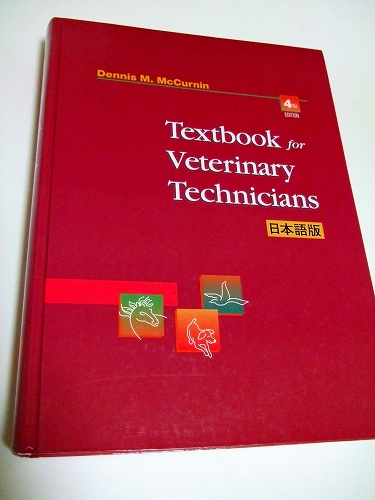 Dennis M. McCurnin
4TH
EDITION
Textbook for
Veterinary
Technicians
日本語版